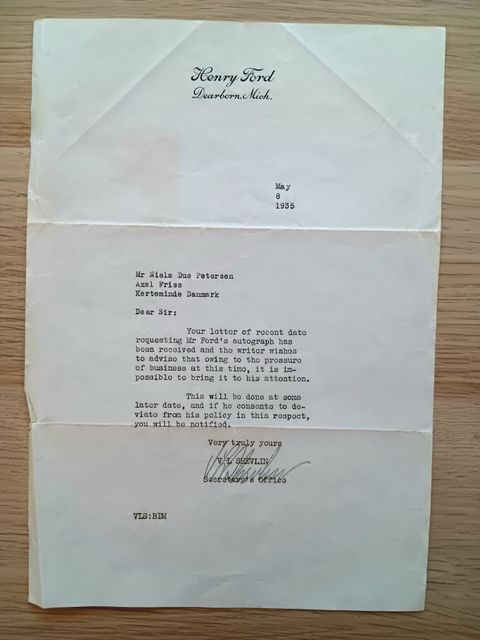 Henry Ford
Dearborn, Mich.
May
8
1935
Mr Niels Due Petersen
Axel Friss
Kerteminde Danmark
Dear Sir:
Your letter of recent date
requesting Mr Ford's autograph has
been received and the writer wishes
to advise that owing to the pressure
of business at this time, it is im-
possible to bring it to his attention.
This will be done at some
later date, and if he consents to de-
viate from his policy in this respect,
you will be notified.
Very truly yours
V L SHEVLIN
Secretary's Office
VLS:BIM